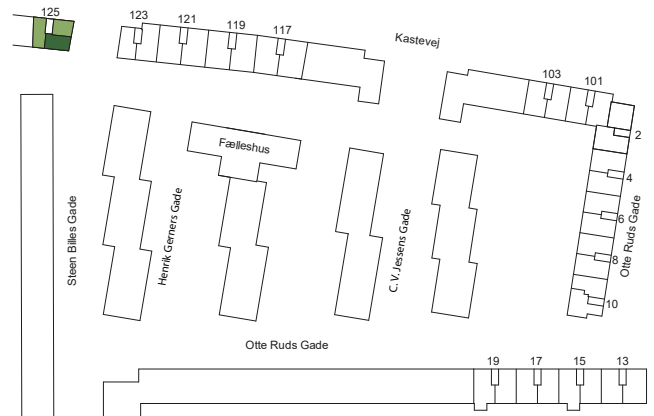 125
123
121
119
117
Kastevej
103
101
2
4
6
8
10
Fælleshus
Steen Billes Gade
Henrik Gerners Gade
C.V. Jessens Gade
Otte Ruds Gade
Otte Ruds Gade
19
17
15
13